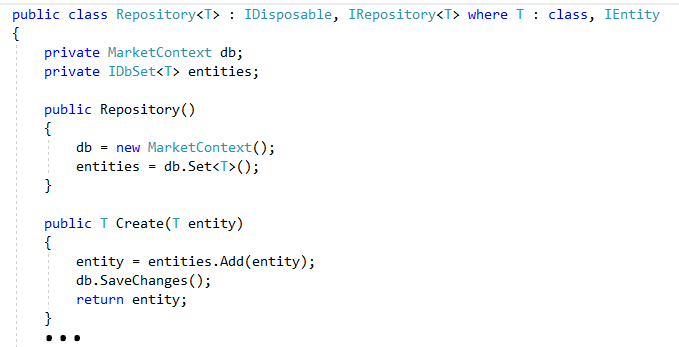 public class Repository<T> : IDisposable, IRepository<T> where T : class, IEntity
{
    private MarketContext db;
    private IDbSet<T> entities;

    public Repository()
    {
        db = new MarketContext();
        entities = db.Set<T>();
    }

    public T Create(T entity)
    {
        entity = entities.Add(entity);
        db.SaveChanges();
        return entity;
    }
    •••